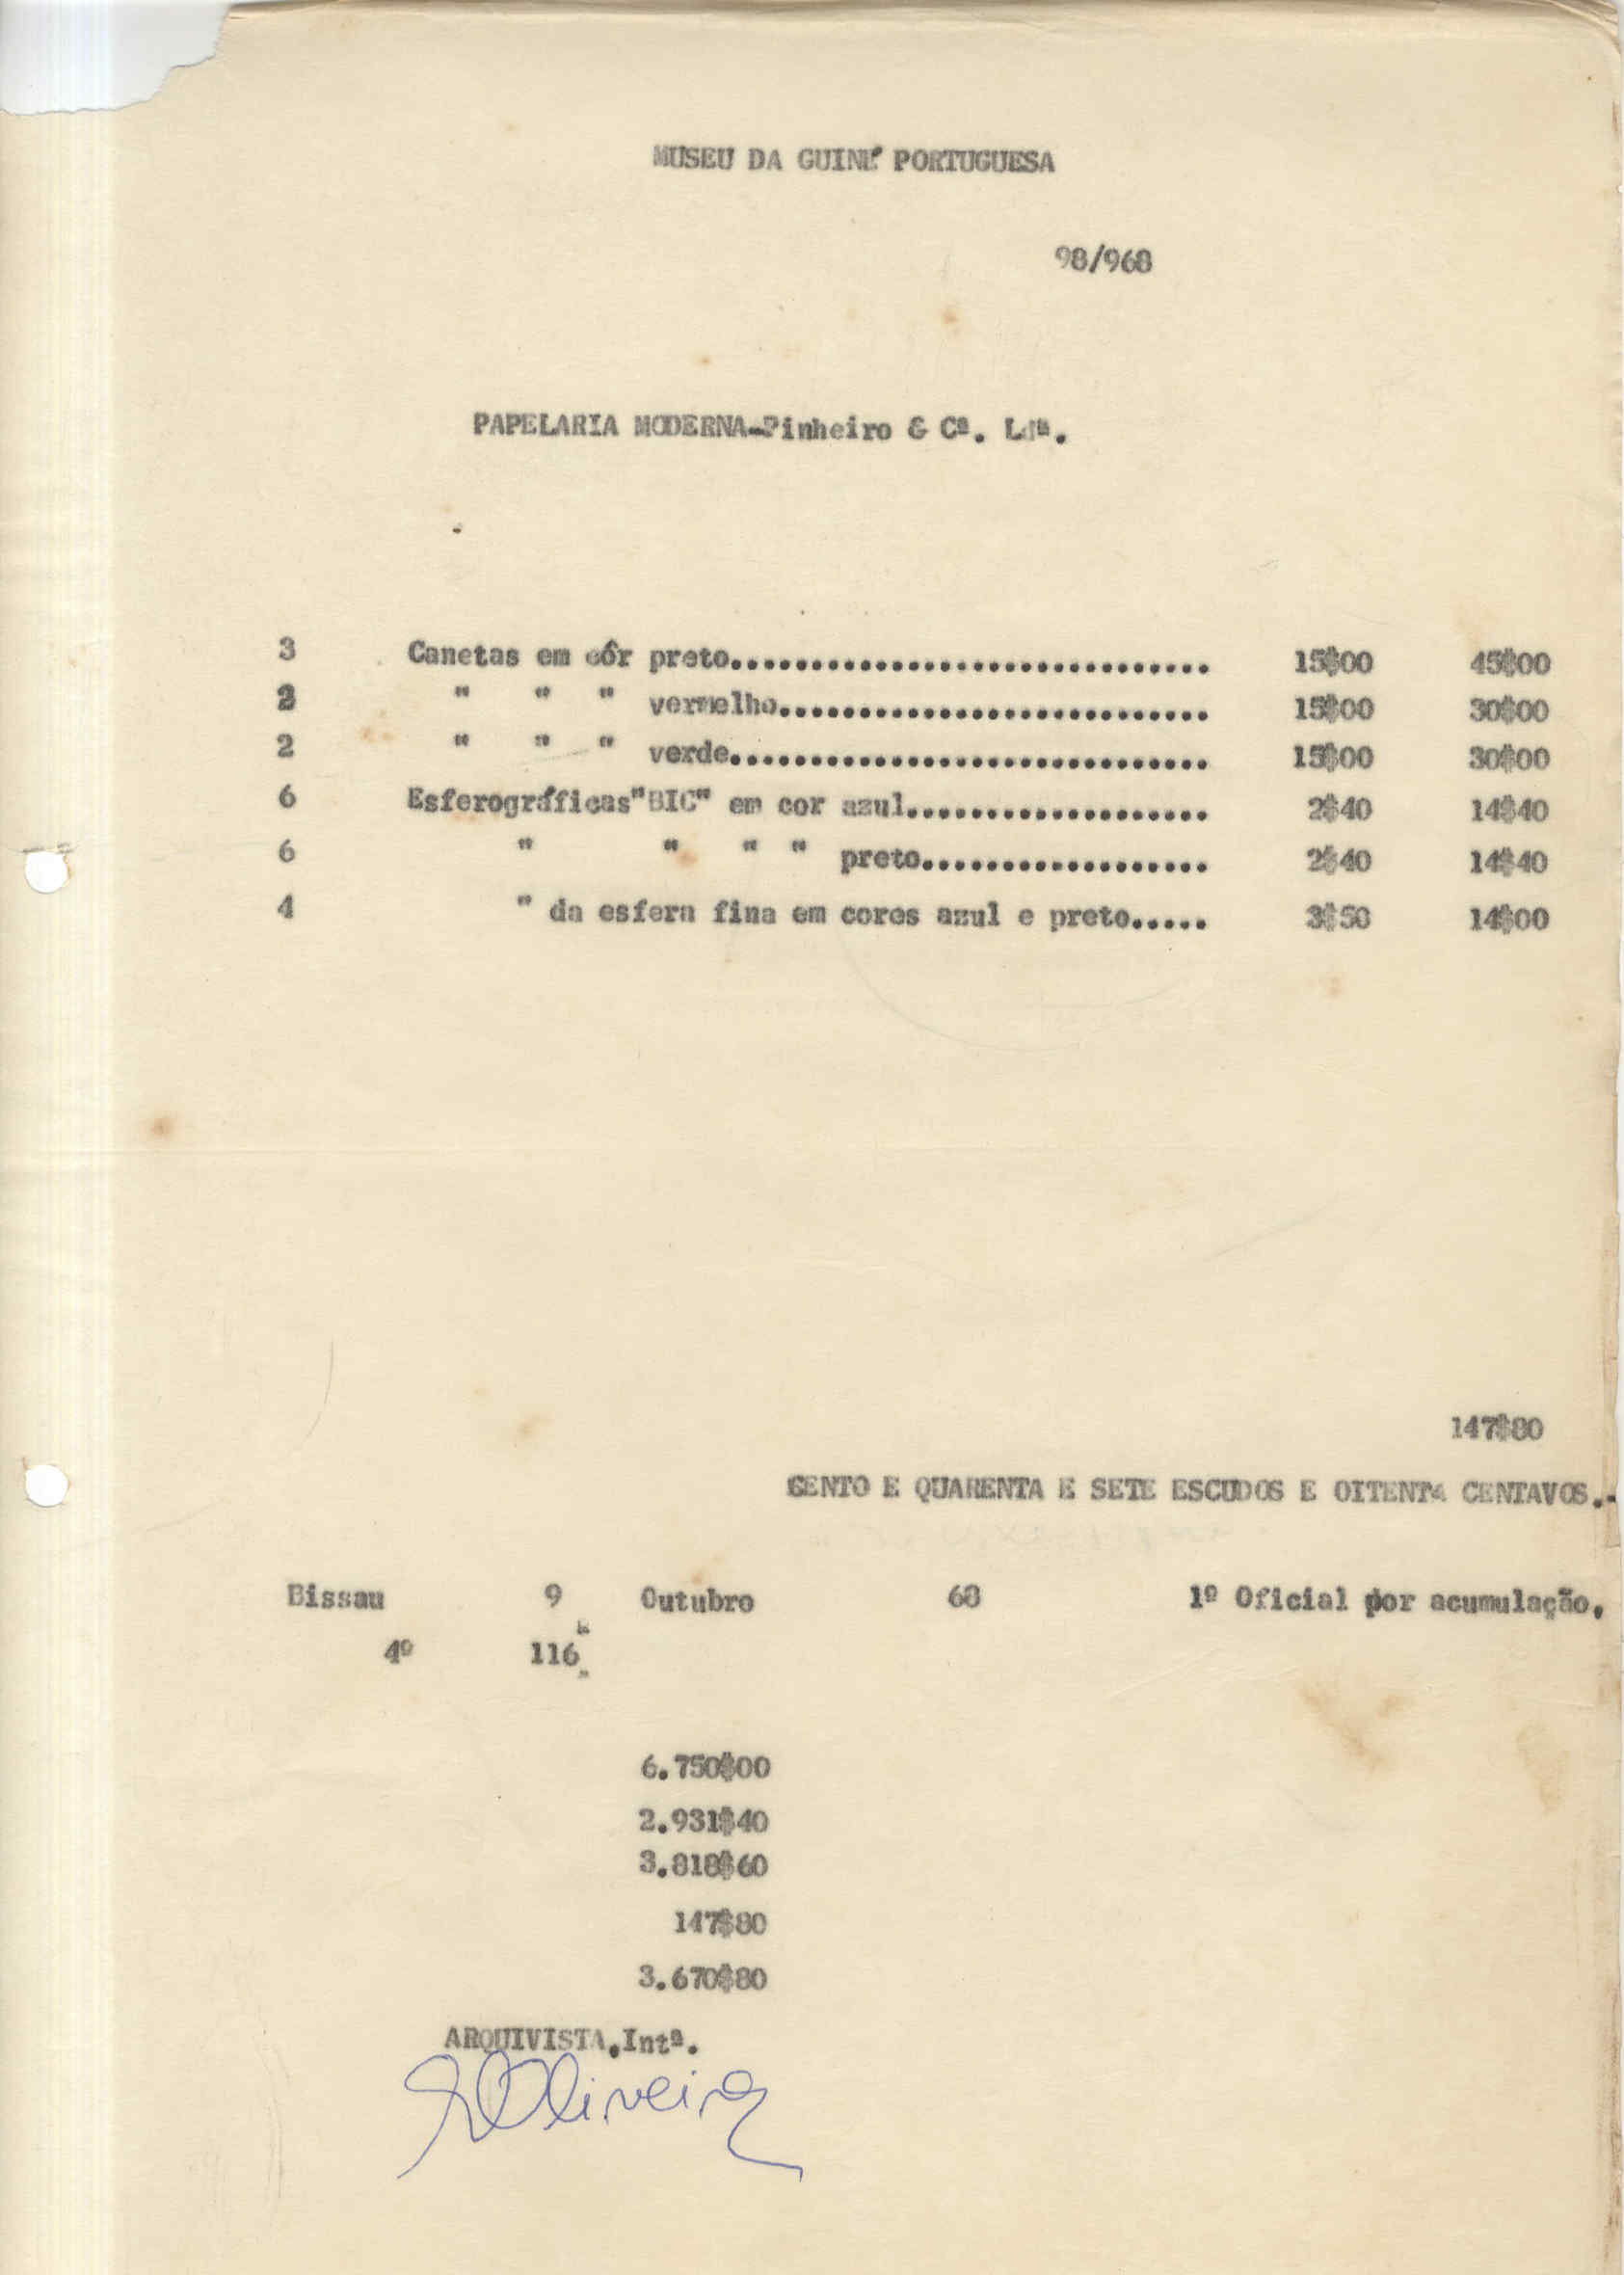 MUSEU DA GUINÉ PORTUGUESA
98/968
PAPELARIA MODERNA-Pinheiro & Cª. Ldª.
3 Canetas em côr preto.............................. 15$00 45$00
2 " " " vermelho........................... 15$00 30$00
2 " " " verde.............................. 15$00 30$00
6 Esferográficas"BIC" em cor azul................... 2$40 14$40
6 " " " " preto.................. 2$40 14$40
4 " da esfera fina em cores azul e preto..... 3$50 14$00
147$80
CENTO E QUARENTA E SETE ESCUDOS E OITENTA CENTAVOS.-
Bissau 9 Outubro 68 1º Oficial por acumulação.
4º 116
6.750$00
2.931$40
3.818$60
147$80
3.670$80
ARQUIVISTA,Intª.
Oliveira